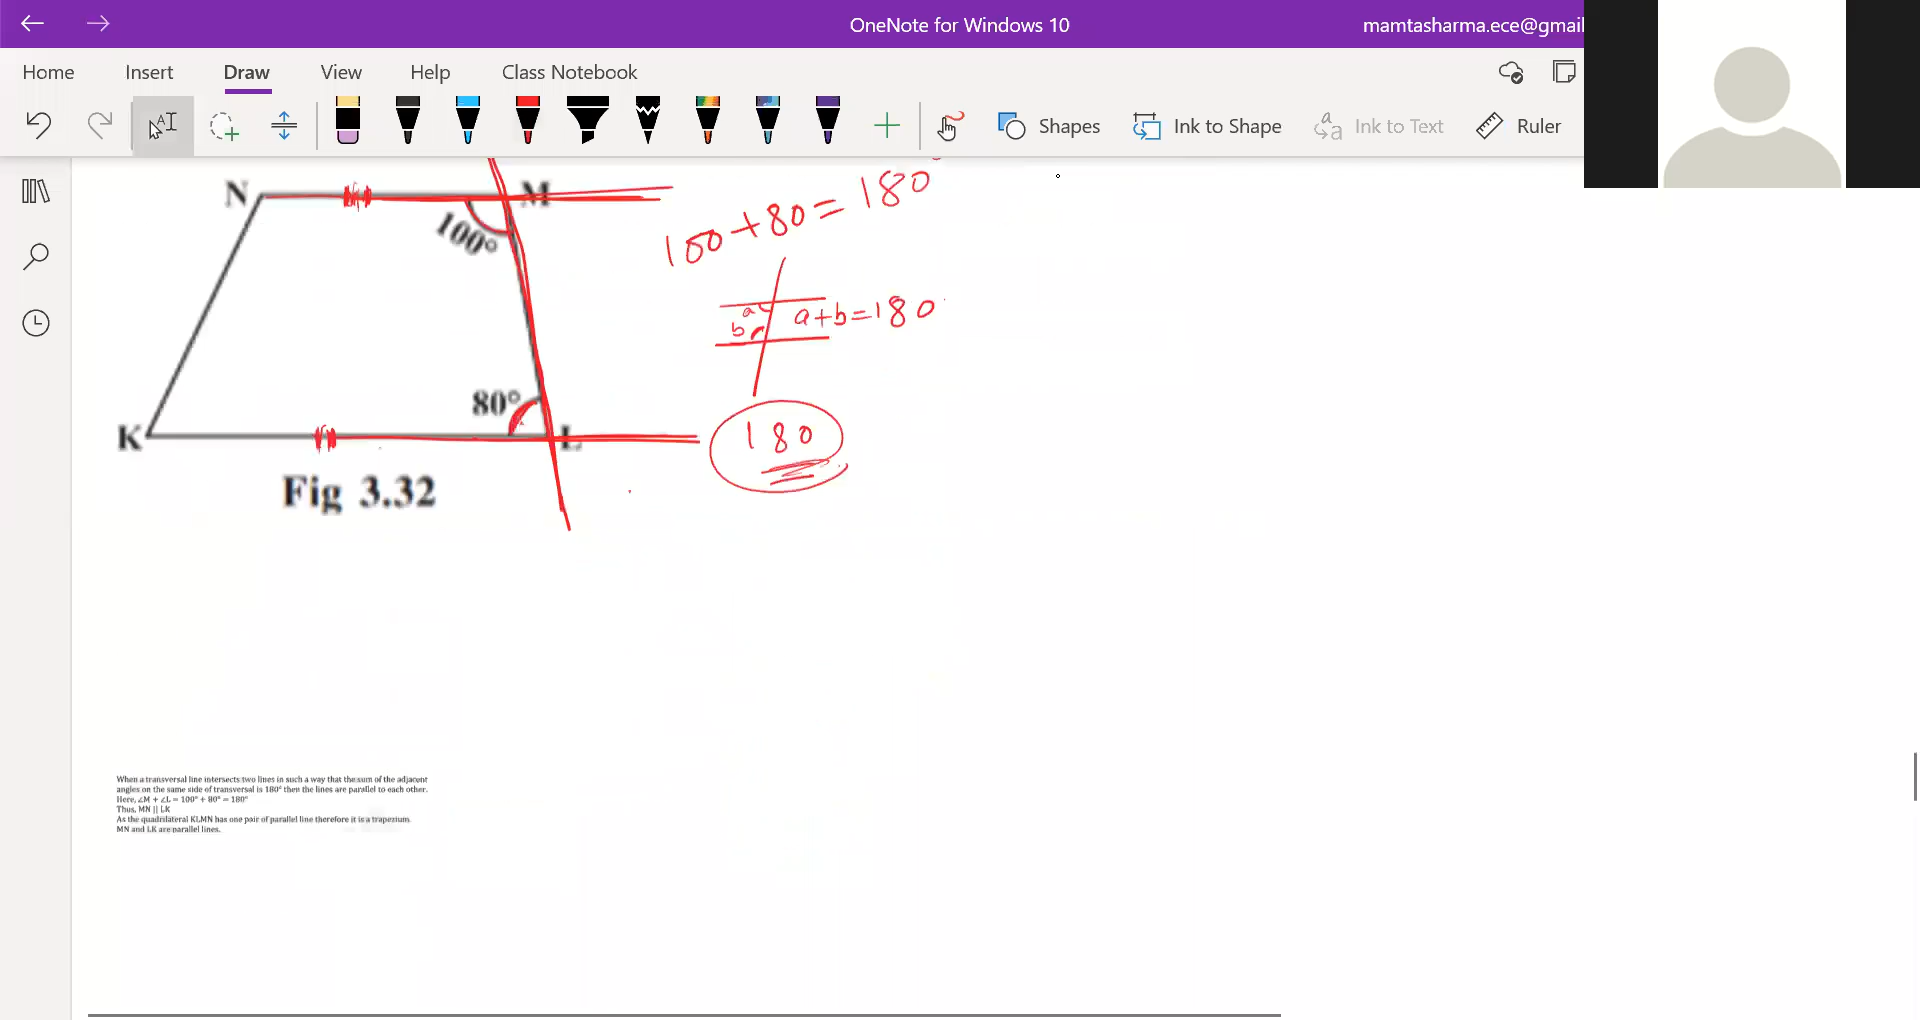 OneNote for Windows 10
mamtasharma.ece@gmail
Home Insert Draw View Help Class Notebook
Shapes Ink to Shape Ink to Text Ruler
N M
100°
100 + 80 = 180°
a
b
a+b=180
80°
K L
180
Fig 3.32
When a transversal line intersects two lines in such a way that the sum of the adjacent
angles on the same side of transversal is 180° then the lines are parallel to each other.
Here, ∠M + ∠L = 100° + 80° = 180°
Thus, MN || LK
As the quadrilateral KLMN has one pair of parallel line therefore it is a trapezium.
MN and LK are parallel lines.